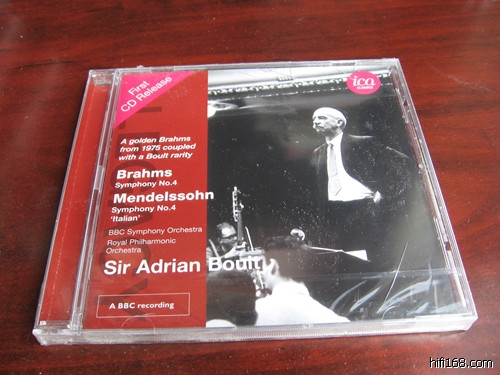 First
CD Release
ica
CLASSICS
A golden Brahms
from 1975 coupled
with a Boult rarity
Brahms
Symphony No.4
Mendelssohn
Symphony No.4
'Italian'
BBC Symphony Orchestra
Royal Philharmonic
Orchestra
Sir Adrian Boult
A BBC recording
hifi168.com